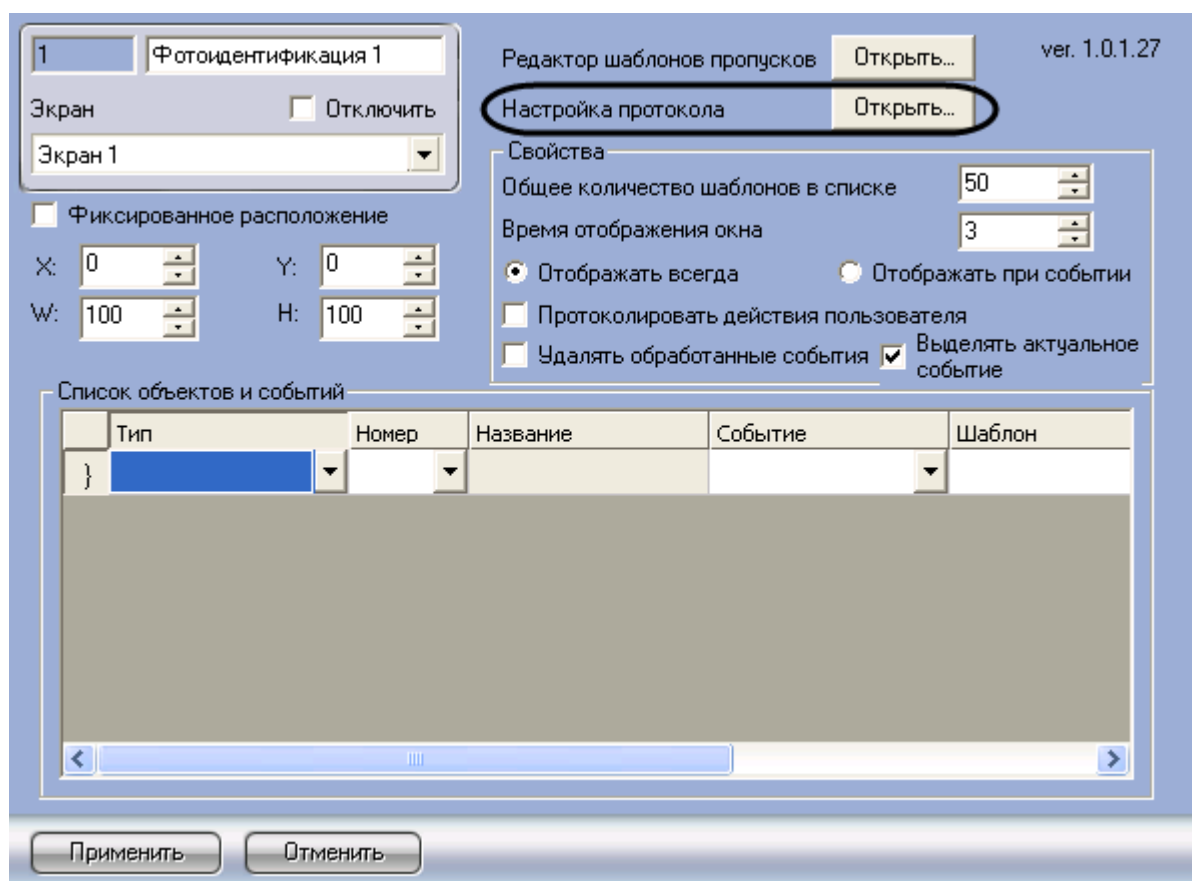 1 Фотоидентификация 1
Экран Отключить
Экран 1
Редактор шаблонов пропусков Открыть...
ver. 1.0.1.27
Настройка протокола Открыть...
Фиксированное расположение
X: 0 Y: 0
W: 100 H: 100
Свойства
Общее количество шаблонов в списке 50
Время отображения окна 3
Отображать всегда Отображать при событии
Протоколировать действия пользователя
Удалять обработанные события
Выделять актуальное
событие
Список объектов и событий
Тип Номер Название Событие Шаблон
}
Применить Отменить